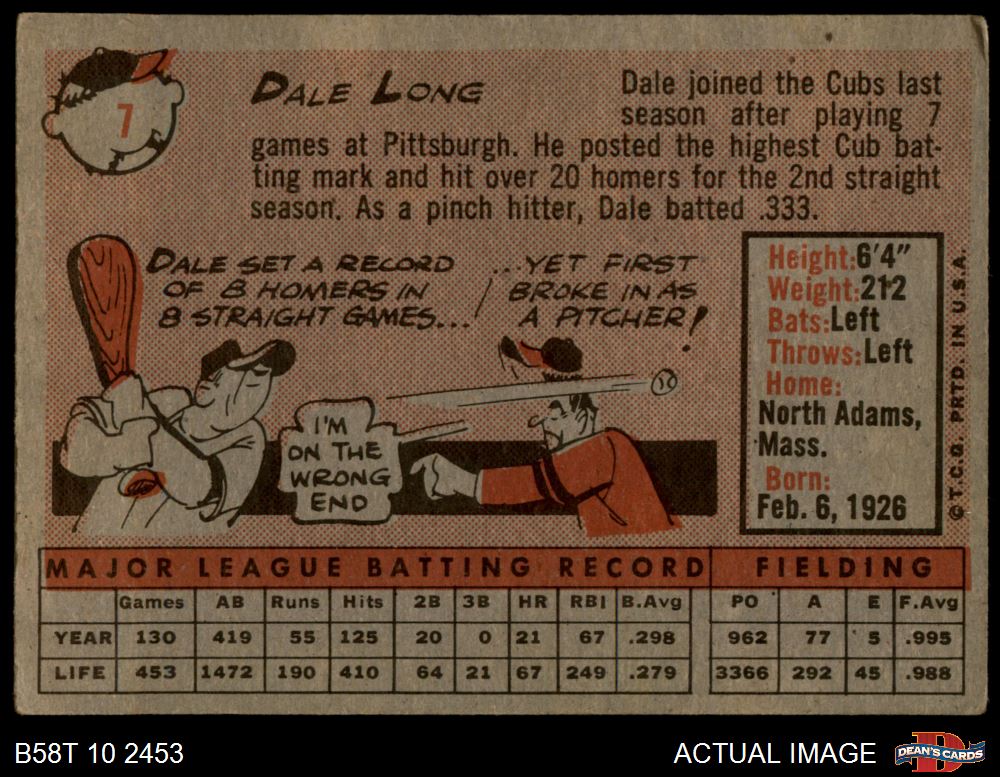 7
DALE LONG
Dale joined the Cubs last
season after playing 7
games at Pittsburgh. He posted the highest Cub bat-
ting mark and hit over 20 homers for the 2nd straight
season. As a pinch hitter, Dale batted .333.
DALE SET A RECORD
OF 8 HOMERS IN
8 STRAIGHT GAMES...
...YET FIRST
BROKE IN AS
A PITCHER!
I'M
ON THE
WRONG
END
Height:6'4"
Weight:212
Bats:Left
Throws:Left
Home:
North Adams,
Mass.
Born:
Feb. 6, 1926
© T.C.G. PRTD. IN U.S.A.
MAJOR LEAGUE BATTING RECORD FIELDING
Games AB Runs Hits 2B 3B HR RBI B.Avg PO A E F.Avg
YEAR 130 419 55 125 20 0 21 67 .298 962 77 5 .995
LIFE 453 1472 190 410 64 21 67 249 .279 3366 292 45 .988
B58T 10 2453
ACTUAL IMAGE
DEAN'S CARDS